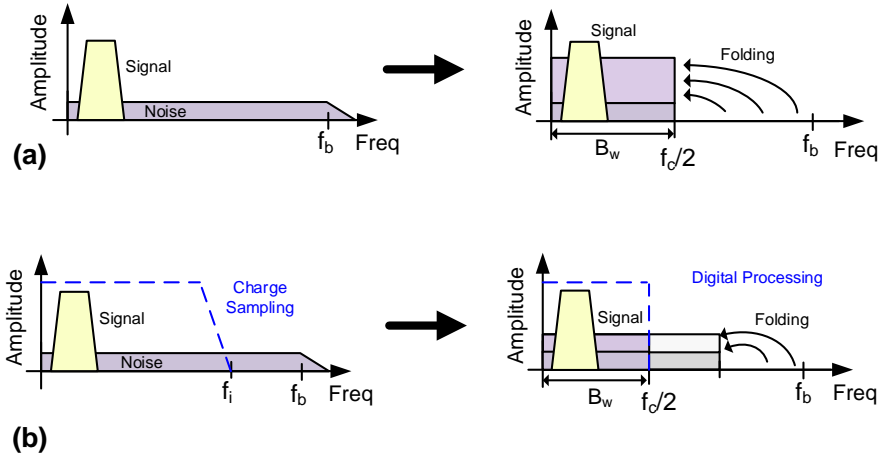 Amplitude
Signal
Noise
f_b
Freq
(a)
Amplitude
Signal
Folding
B_w
f_c/2
f_b
Freq
Amplitude
Charge
Sampling
Signal
Noise
f_i
f_b
Freq
(b)
Amplitude
Digital Processing
Signal
Folding
B_w
f_c/2
f_b
Freq